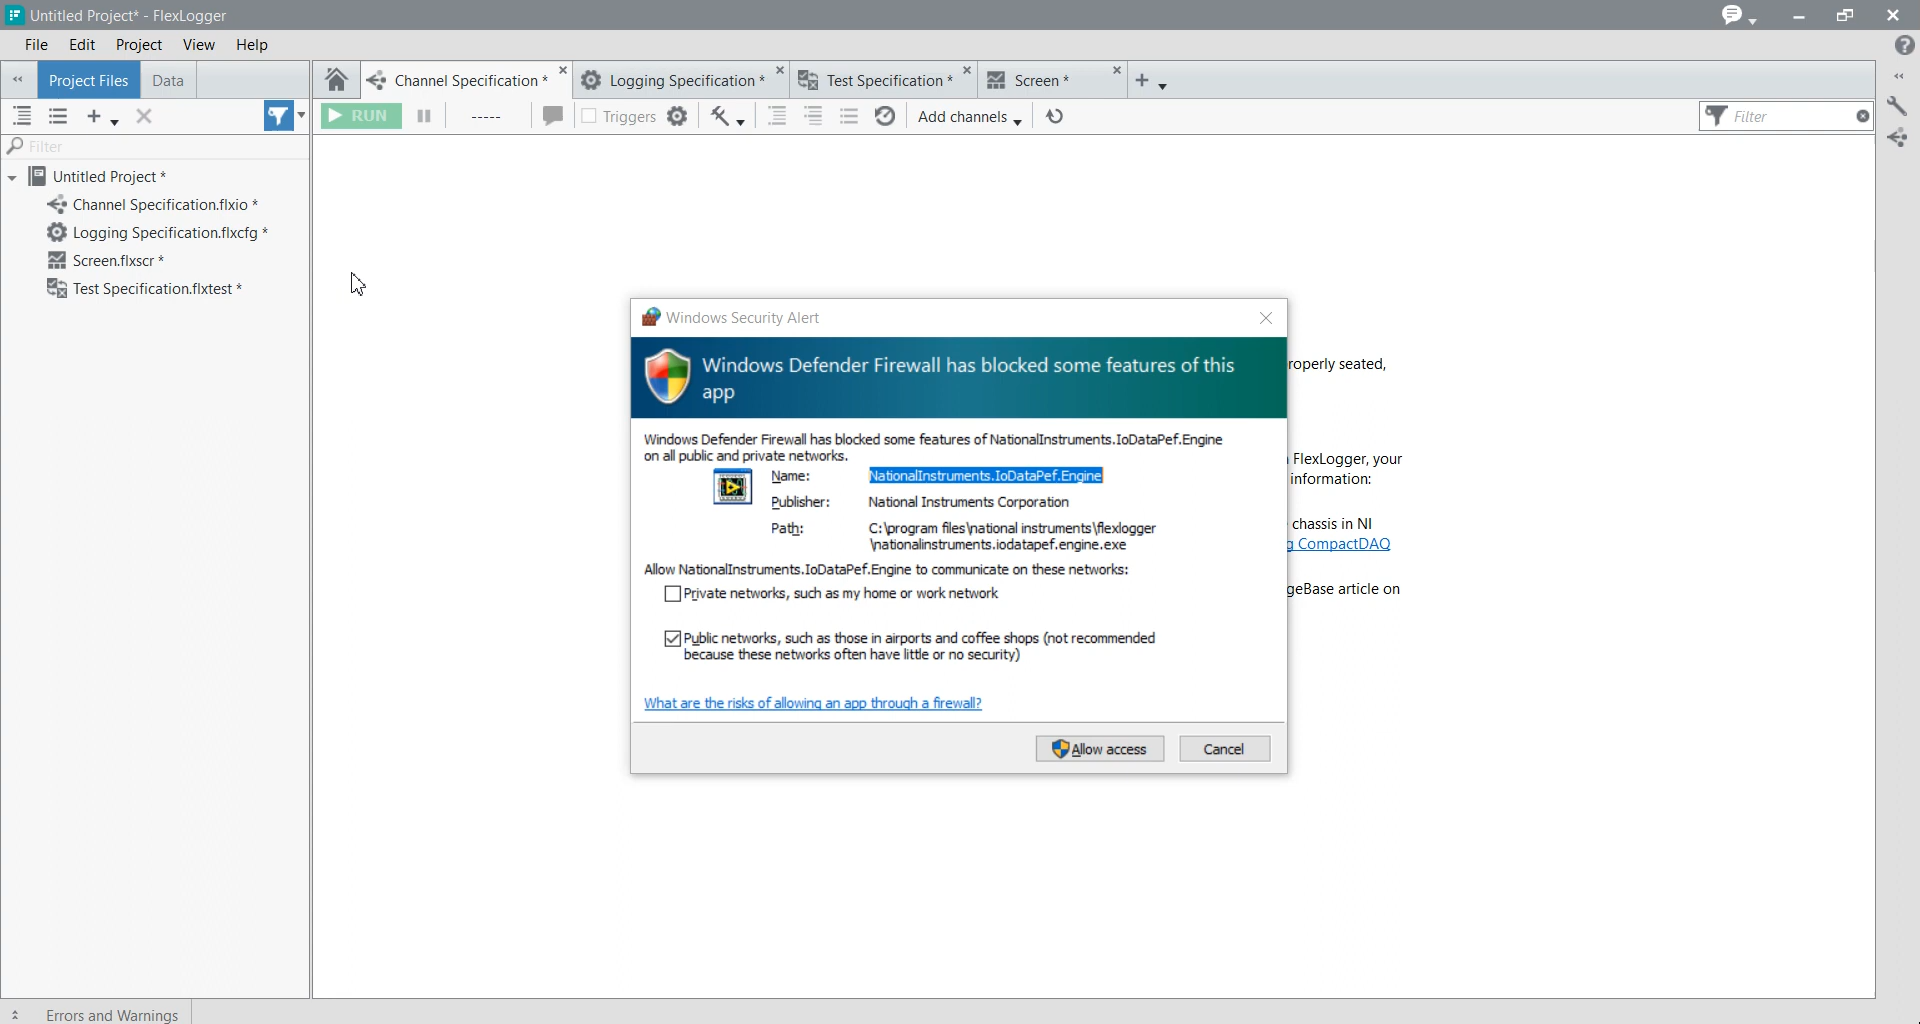 Untitled Project* - FlexLogger
File Edit Project View Help
Project Files Data
Channel Specification * Logging Specification * Test Specification * Screen *
RUN ----- Triggers Add channels Filter
Filter
Untitled Project *
Channel Specification.flxio *
Logging Specification.flxcfg *
Screen.flxscr *
Test Specification.flxtest *
Windows Security Alert
Windows Defender Firewall has blocked some features of this
app
Windows Defender Firewall has blocked some features of NationalInstruments.IoDataPef.Engine
on all public and private networks.
Name: NationalInstruments.IoDataPef.Engine
Publisher: National Instruments Corporation
Path: C:\program files\national instruments\flexlogger
\nationalinstruments.iodatapef.engine.exe
Allow NationalInstruments.IoDataPef.Engine to communicate on these networks:
Private networks, such as my home or work network
Public networks, such as those in airports and coffee shops (not recommended
because these networks often have little or no security)
What are the risks of allowing an app through a firewall?
Allow access Cancel
roperly seated,
FlexLogger, your
information:
chassis in NI
g CompactDAQ
geBase article on
Errors and Warnings